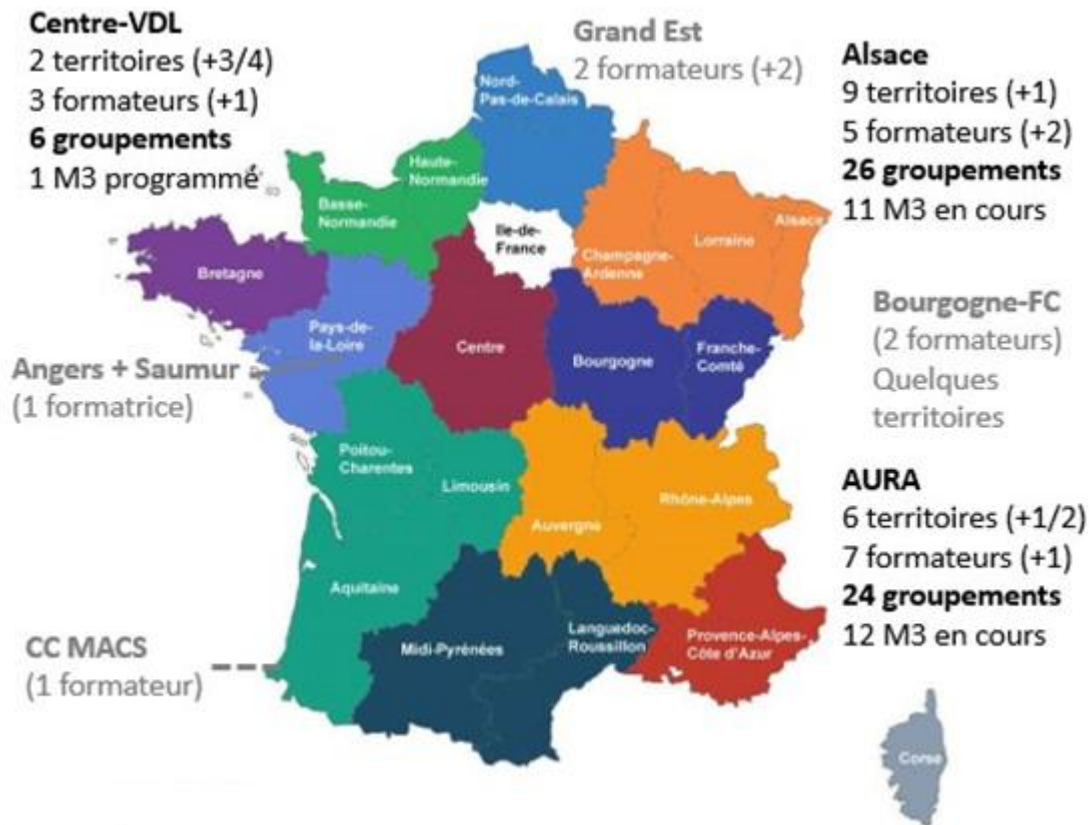 Centre-VDL
2 territoires (+3/4)
3 formateurs (+1)
6 groupements
1 M3 programmé
Grand Est
2 formateurs (+2)
Alsace
9 territoires (+1)
5 formateurs (+2)
26 groupements
11 M3 en cours
Nord-
Pas-de-Calais
Haute-
Normandie
Basse-
Normandie
Ile-de-
France
Champagne-
Ardenne
Lorraine
Alsace
Bretagne
Pays-de-
la-Loire
Centre
Bourgogne
Franche-
Comté
Bourgogne-FC
(2 formateurs)
Quelques
territoires
Angers + Saumur
(1 formatrice)
Poitou-
Charentes
Limousin
Auvergne
Rhône-Alpes
AURA
6 territoires (+1/2)
7 formateurs (+1)
24 groupements
12 M3 en cours
Aquitaine
Midi-Pyrénées
Languedoc-
Roussillon
Provence-Alpes-
Côte d'Azur
CC MACS
(1 formateur)
Corse